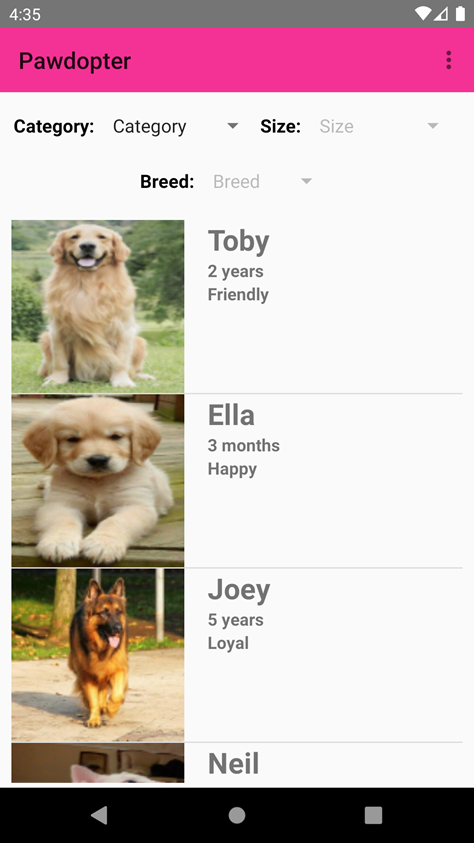 4:35
Pawdopter
Category: Category Size: Size
Breed: Breed
Toby
2 years
Friendly
Ella
3 months
Happy
Joey
5 years
Loyal
Neil